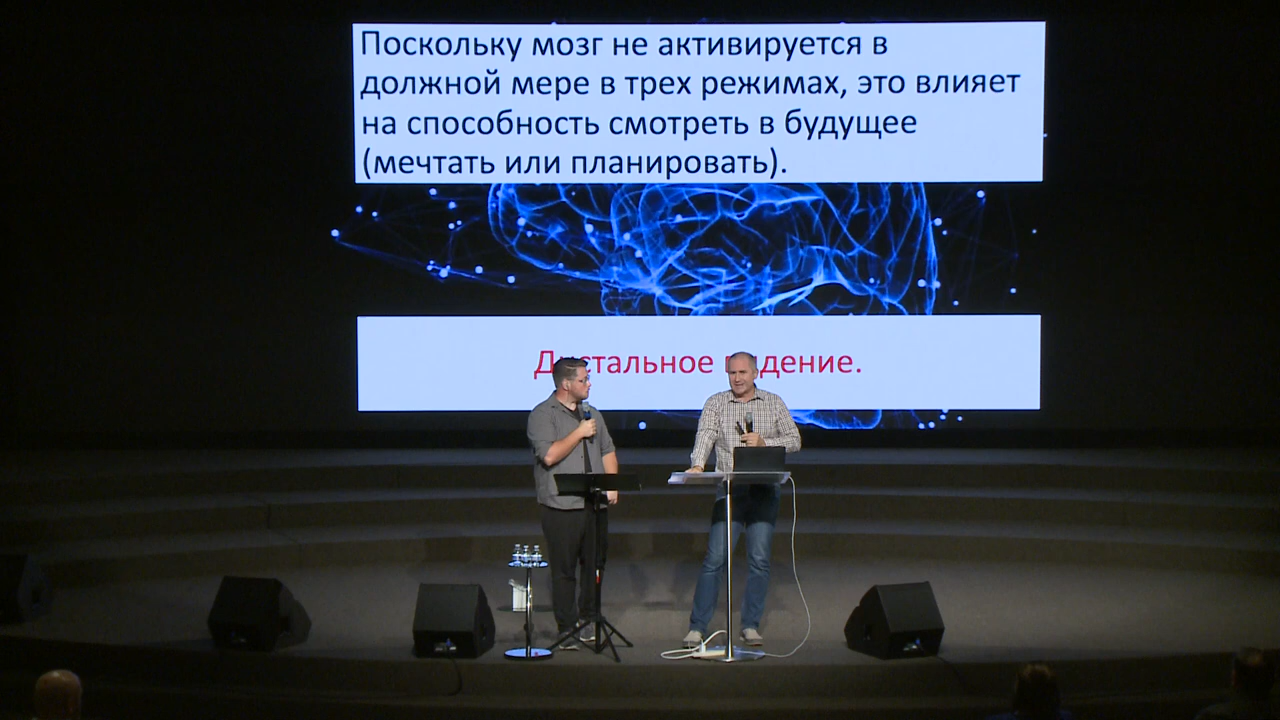 Поскольку мозг не активируется в
должной мере в трех режимах, это влияет
на способность смотреть в будущее
(мечтать или планировать).